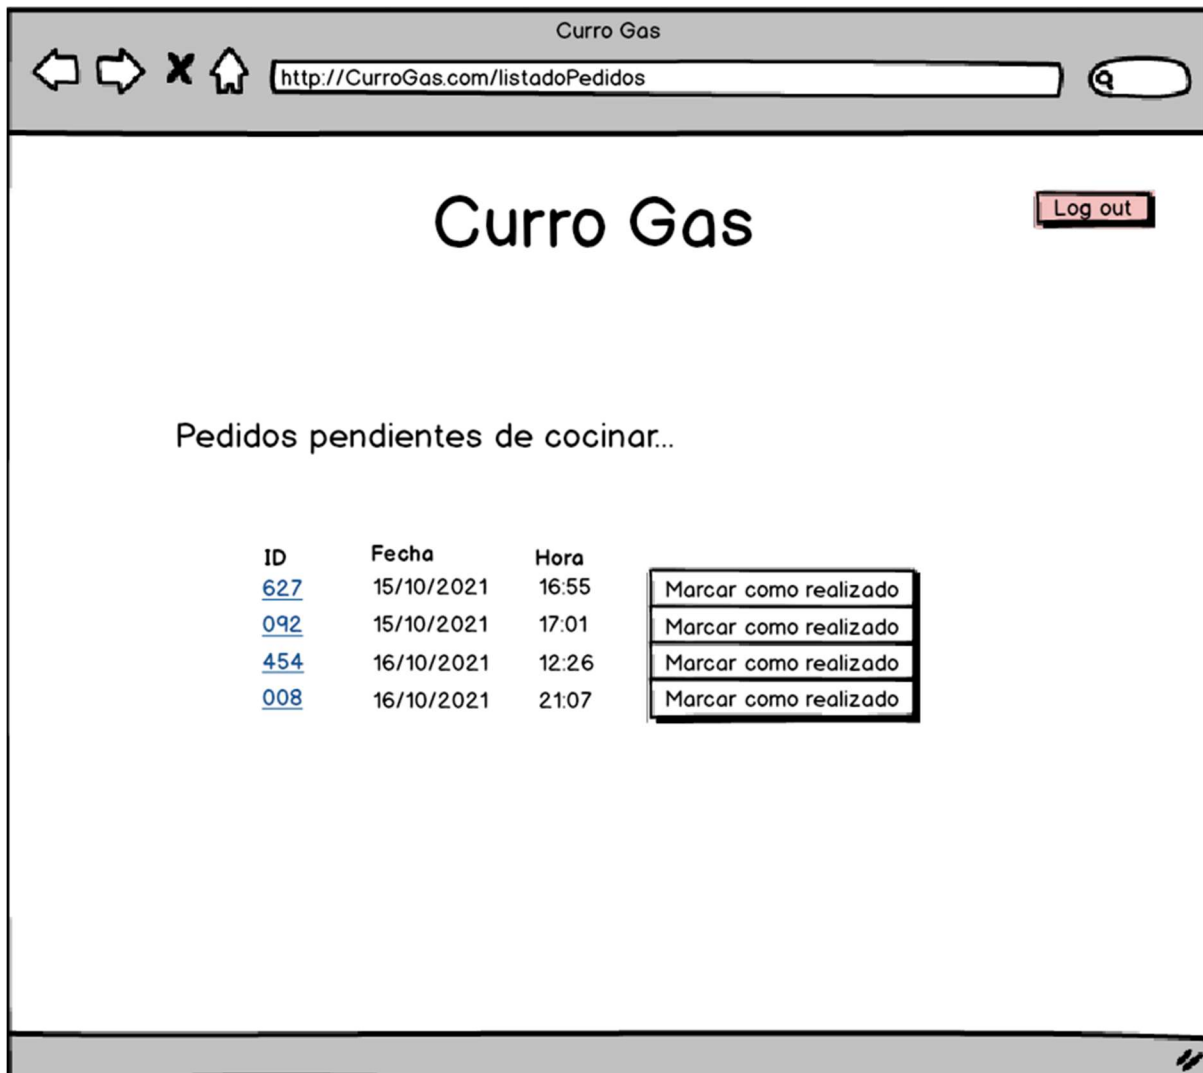 Curro Gas
http://CurroGas.com/listadoPedidos
Curro Gas
Log out
Pedidos pendientes de cocinar...
ID Fecha Hora
627 15/10/2021 16:55 Marcar como realizado
092 15/10/2021 17:01 Marcar como realizado
454 16/10/2021 12:26 Marcar como realizado
008 16/10/2021 21:07 Marcar como realizado